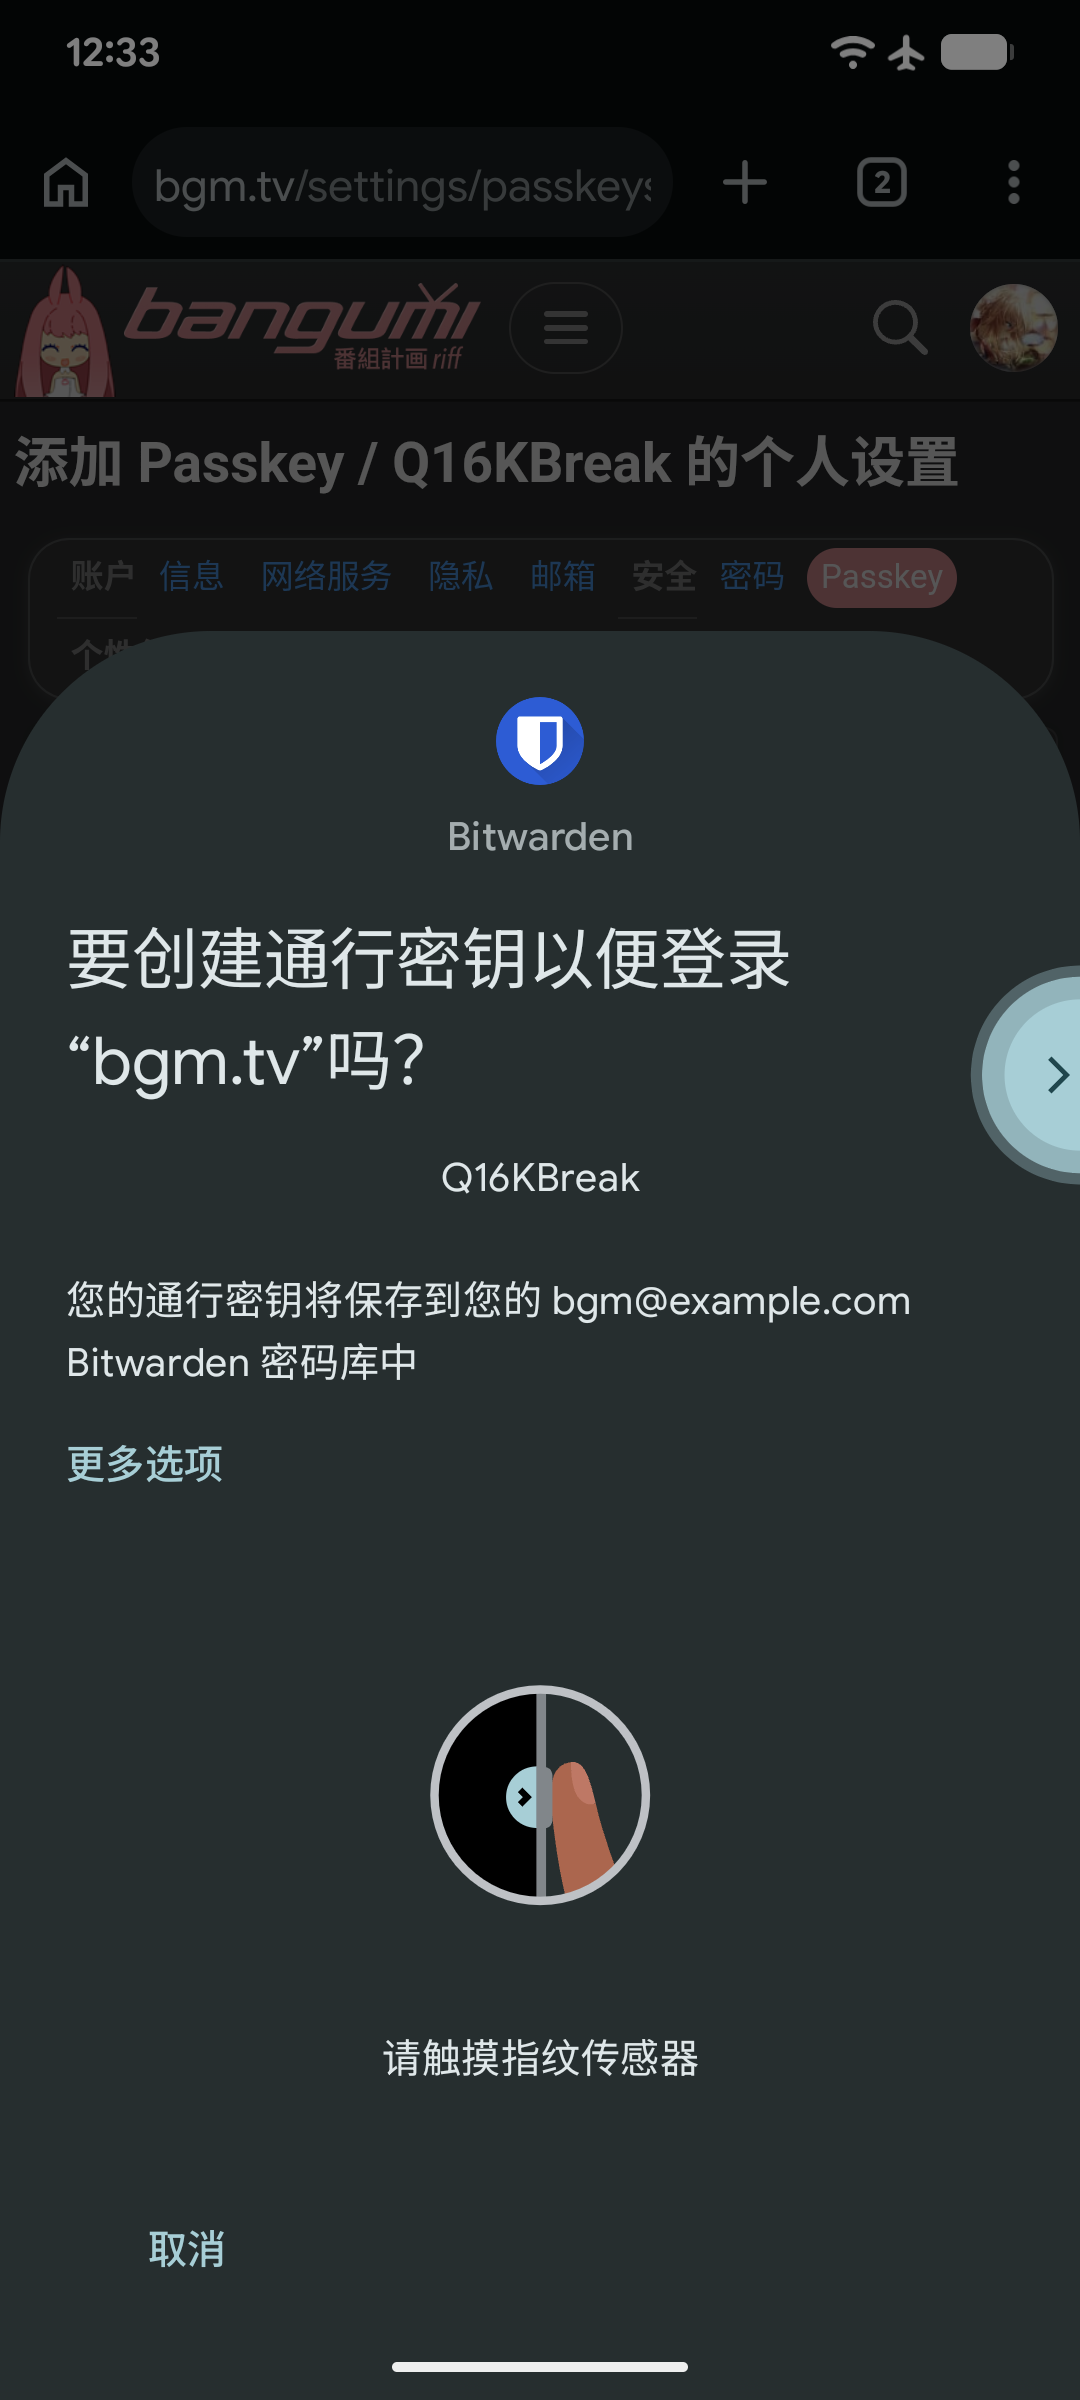 12:33
bgm.tv/settings/passkeys
2
bangumi
番組計画 riff
添加 Passkey / Q16KBreak 的个人设置
账户 信息 网络服务 隐私 邮箱 安全 密码 Passkey
个性
Bitwarden
要创建通行密钥以便登录
“bgm.tv”吗？
Q16KBreak
您的通行密钥将保存到您的 bgm@example.com
Bitwarden 密码库中
更多选项
请触摸指纹传感器
取消